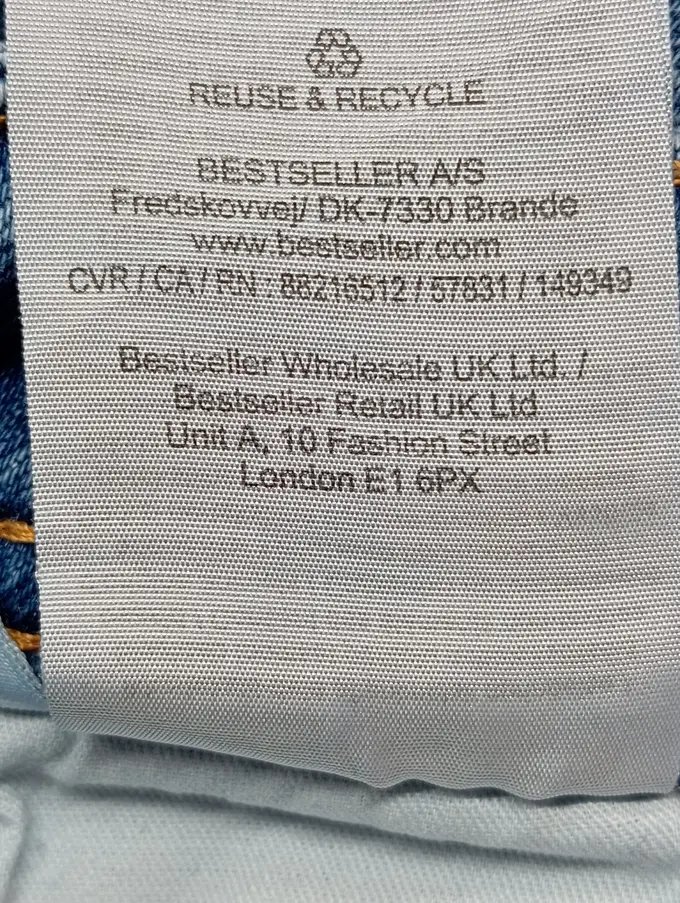 REUSE & RECYCLE
BESTSELLER A/S
Fredskovvej/ DK-7330 Brande
www.bestseller.com
CVR / CA / RN : 88216512 / 57831 / 149349
Bestseller Wholesale UK Ltd. /
Bestseller Retail UK Ltd
Unit A, 10 Fashion Street
London E1 6PX